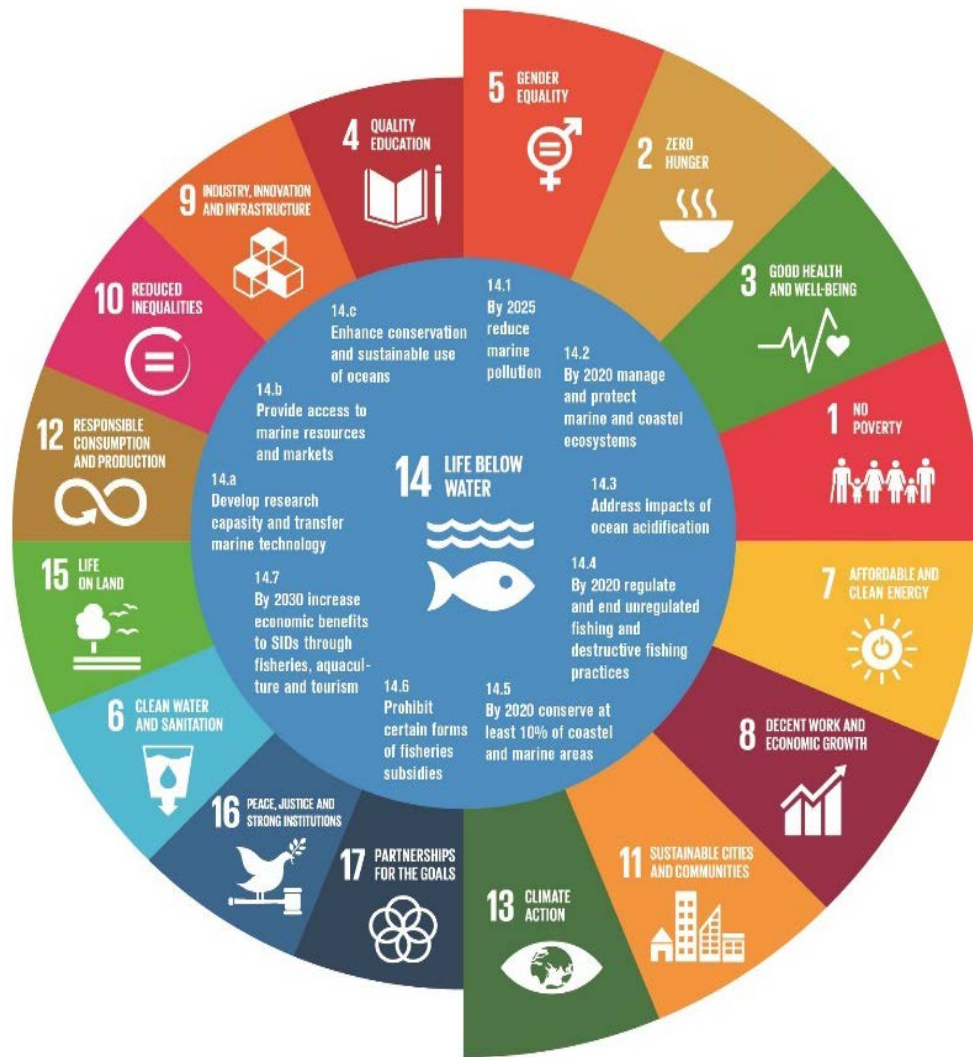 5 GENDER
EQUALITY
2 ZERO
HUNGER
3 GOOD HEALTH
AND WELL-BEING
1 NO
POVERTY
7 AFFORDABLE AND
CLEAN ENERGY
8 DECENT WORK AND
ECONOMIC GROWTH
11 SUSTAINABLE CITIES
AND COMMUNITIES
13 CLIMATE
ACTION
17 PARTNERSHIPS
FOR THE GOALS
16 PEACE, JUSTICE AND
STRONG INSTITUTIONS
6 CLEAN WATER
AND SANITATION
15 LIFE
ON LAND
12 RESPONSIBLE
CONSUMPTION
AND PRODUCTION
10 REDUCED
INEQUALITIES
9 INDUSTRY, INNOVATION
AND INFRASTRUCTURE
4 QUALITY
EDUCATION
14 LIFE BELOW
WATER
14.1
By 2025
reduce
marine
pollution
14.2
By 2020 manage
and protect
marine and coastel
ecosystems
14.3
Address impacts of
ocean acidification
14.4
By 2020 regulate
and end unregulated
fishing and
destructive fishing
practices
14.5
By 2020 conserve at
least 10% of coastel
and marine areas
14.6
Prohibit
certain forms
of fisheries
subsidies
14.7
By 2030 increase
economic benefits
to SIDs through
fisheries, aquacul-
ture and tourism
14.a
Develop research
capacity and transfer
marine technology
14.b
Provide access to
marine resources
and markets
14.c
Enhance conservation
and sustainable use
of oceans